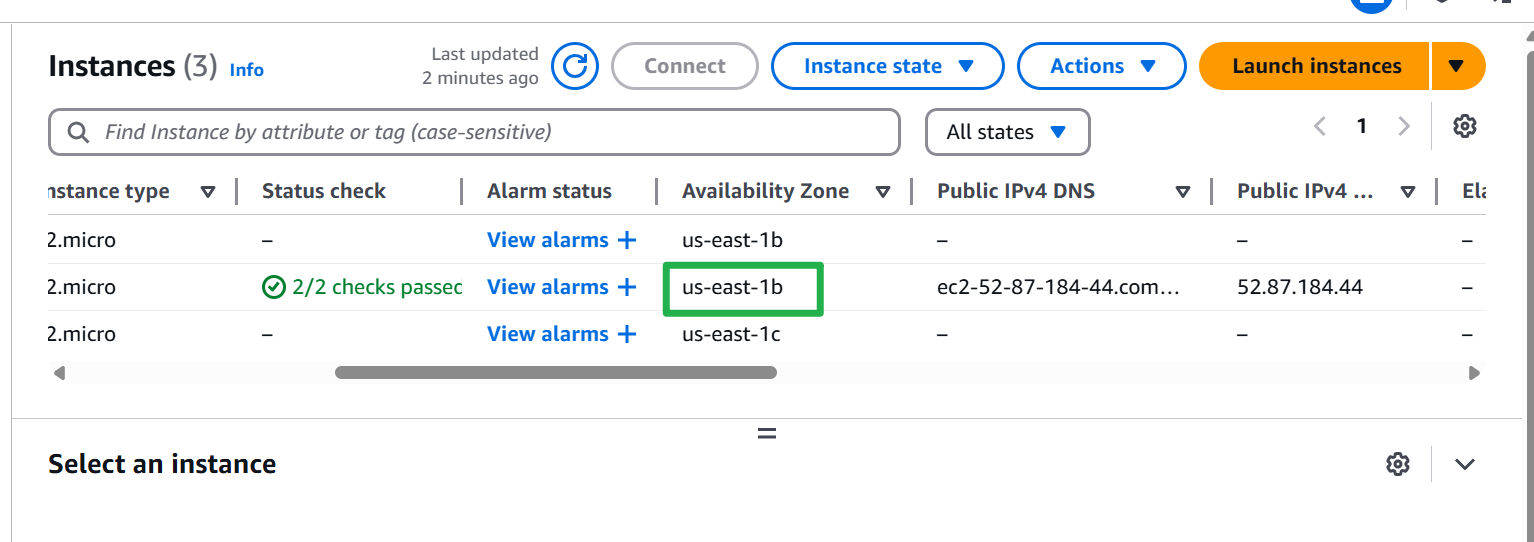 Instances (3) Info
Last updated
2 minutes ago
Connect
Instance state
Actions
Launch instances
Find Instance by attribute or tag (case-sensitive)
All states
1
nstance type Status check Alarm status Availability Zone Public IPv4 DNS Public IPv4 ... Ela
2.micro – View alarms + us-east-1b – – –
2.micro 2/2 checks passec View alarms + us-east-1b ec2-52-87-184-44.com... 52.87.184.44 –
2.micro – View alarms + us-east-1c – – –
Select an instance